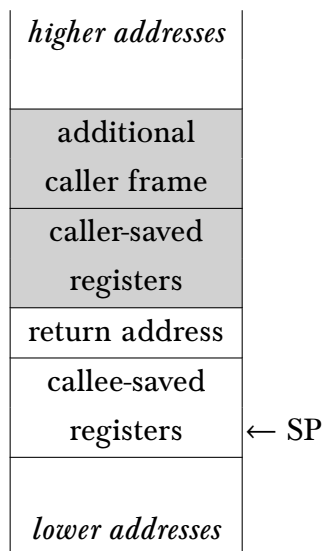 higher addresses
additional
caller frame
caller-saved
registers
return address
callee-saved
registers ← SP
lower addresses